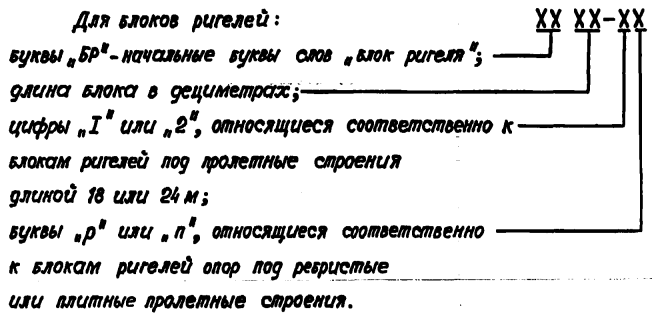 Для блоков ригелей: XX XX-XX
буквы „БР"-начальные буквы слов „блок ригеля";
длина блока в дециметрах;
цифры „I" или „2", относящиеся соответственно к
блокам ригелей под пролетные строения
длиной 18 или 24 м;
буквы „р" или „п", относящиеся соответственно
к блокам ригелей опор под ребристые
или плитные пролетные строения.